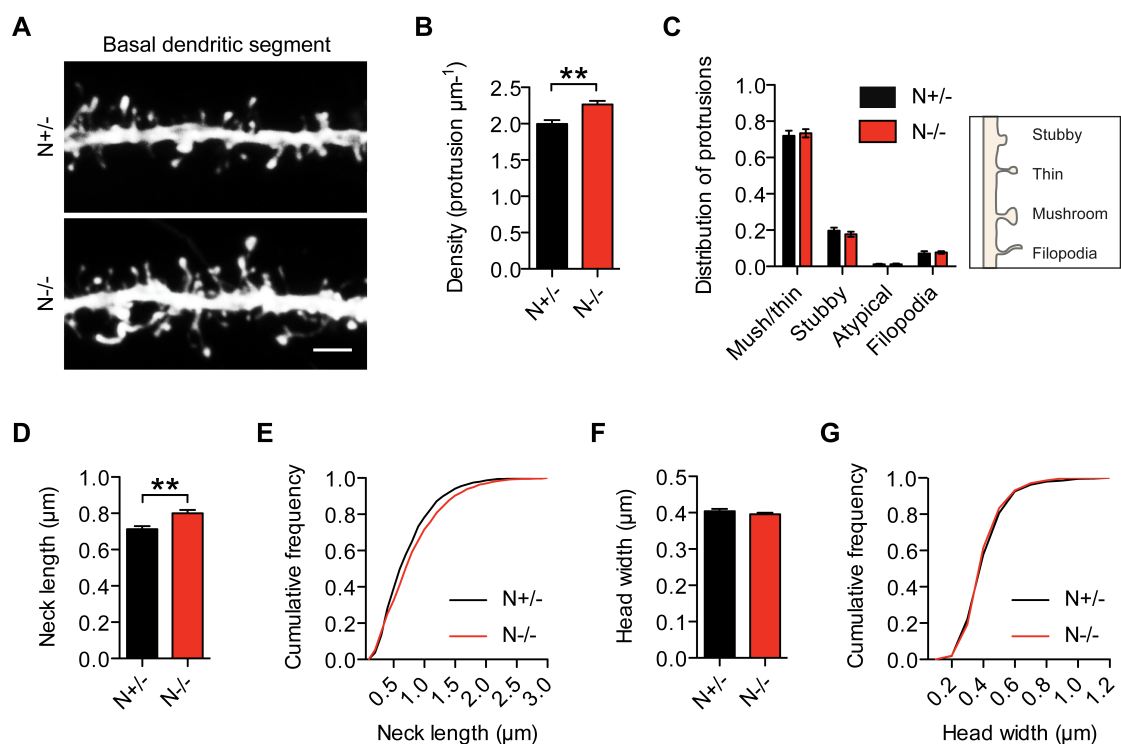 A
Basal dendritic segment
N+/-
N-/-
B
Density (protrusion µm-1)
2.5
2.0
1.5
1.0
0.5
0.0
**
N+/-
N-/-
C
Distribution of protrusions
1.0
0.8
0.6
0.4
0.2
0.0
N+/-
N-/-
Mush/thin
Stubby
Atypical
Filopodia
Stubby
Thin
Mushroom
Filopodia
D
Neck length (µm)
1.0
0.8
0.6
0.4
0.2
0.0
**
N+/-
N-/-
E
Cumulative frequency
1.0
0.8
0.6
0.4
0.2
0.0
N+/-
N-/-
0.5
1.0
1.5
2.0
2.5
3.0
Neck length (µm)
F
Head width (µm)
0.5
0.4
0.3
0.2
0.1
0.0
N+/-
N-/-
G
Cumulative frequency
1.0
0.8
0.6
0.4
0.2
0.0
N+/-
N-/-
0.2
0.4
0.6
0.8
1.0
1.2
Head width (µm)